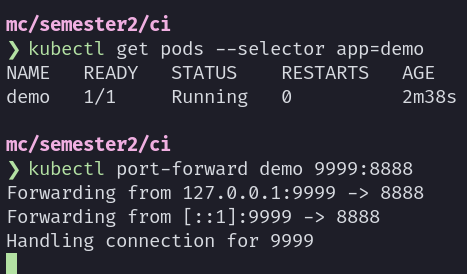 mc/semester2/ci
❯ kubectl get pods --selector app=demo
NAME   READY   STATUS    RESTARTS   AGE
demo   1/1     Running   0          2m38s
mc/semester2/ci
❯ kubectl port-forward demo 9999:8888
Forwarding from 127.0.0.1:9999 -> 8888
Forwarding from [::1]:9999 -> 8888
Handling connection for 9999